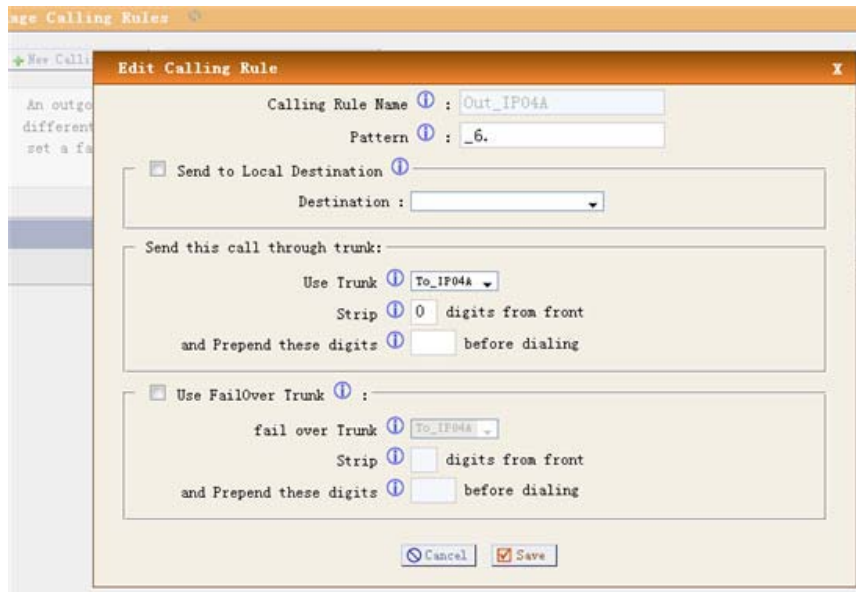 age Calling Rules
New Calli
An outgo
different
set a fa
Edit Calling Rule X
Calling Rule Name : Out_IP04A
Pattern : _6.
Send to Local Destination
Destination :
Send this call through trunk:
Use Trunk To_IP04A
Strip 0 digits from front
and Prepend these digits before dialing
Use FailOver Trunk :
fail over Trunk To_IP04A
Strip digits from front
and Prepend these digits before dialing
Cancel Save